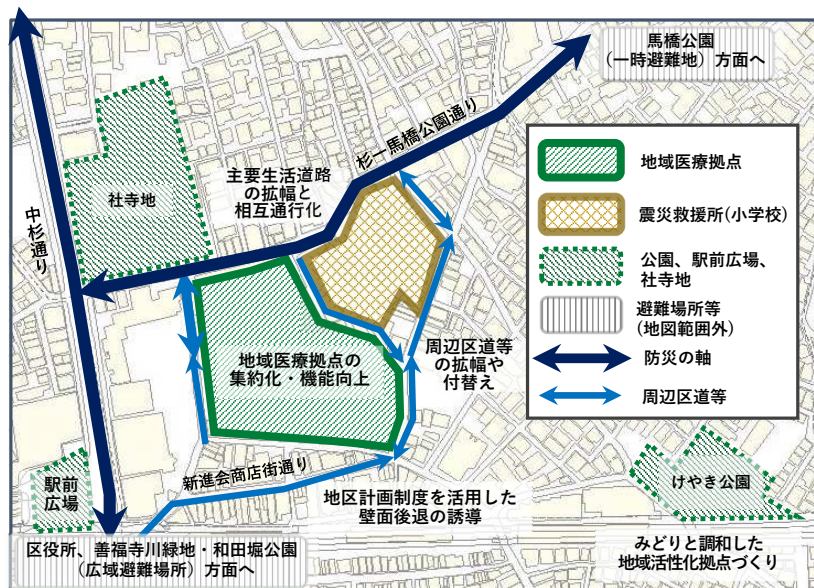 馬橋公園
(一時避難地)方面へ
杉一馬橋公園通り
主要生活道路
の拡幅と
相互通行化
社寺地
中杉通り
地域医療拠点
震災救援所(小学校)
公園、駅前広場、
社寺地
避難場所等
(地図範囲外)
防災の軸
周辺区道等
地域医療拠点の
集約化・機能向上
周辺区道等
の拡幅や
付替え
新進会商店街通り
駅前
広場
地区計画制度を活用した
壁面後退の誘導
けやき公園
みどりと調和した
地域活性化拠点づくり
区役所、善福寺川緑地・和田堀公園
(広域避難場所)方面へ